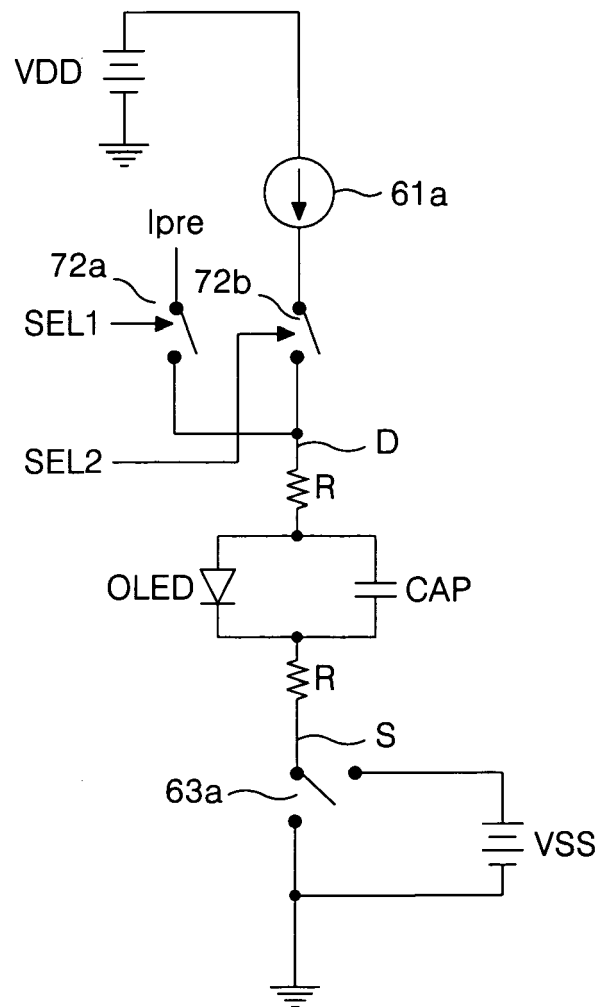 VDD
61a
Ipre
72a
72b
SEL1
D
SEL2
R
OLED
CAP
R
S
63a
VSS